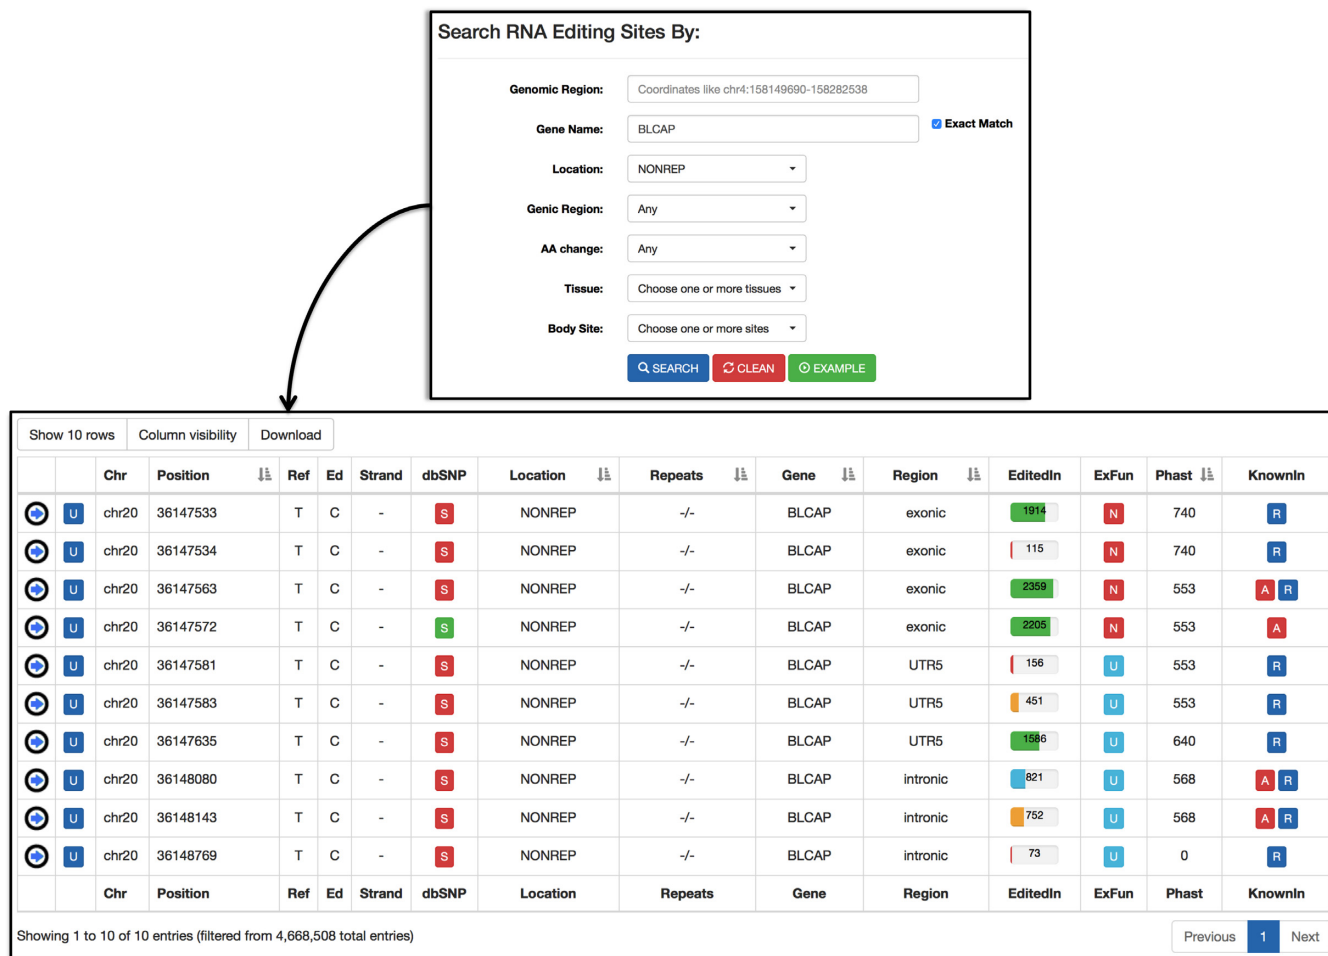 Search RNA Editing Sites By:
Genomic Region: Coordinates like chr4:158149690-158282538
Gene Name: BLCAP Exact Match
Location: NONREP
Genic Region: Any
AA change: Any
Tissue: Choose one or more tissues
Body Site: Choose one or more sites
SEARCH CLEAN EXAMPLE
Show 10 rows Column visibility Download
Chr Position Ref Ed Strand dbSNP Location Repeats Gene Region EditedIn ExFun Phast KnownIn
U chr20 36147533 T C - S NONREP -/- BLCAP exonic 1914 N 740 R
U chr20 36147534 T C - S NONREP -/- BLCAP exonic 115 N 740 R
U chr20 36147563 T C - S NONREP -/- BLCAP exonic 2359 N 553 A R
U chr20 36147572 T C - S NONREP -/- BLCAP exonic 2205 N 553 A
U chr20 36147581 T C - S NONREP -/- BLCAP UTR5 156 U 553 R
U chr20 36147583 T C - S NONREP -/- BLCAP UTR5 451 U 553 R
U chr20 36147635 T C - S NONREP -/- BLCAP UTR5 1586 U 640 R
U chr20 36148080 T C - S NONREP -/- BLCAP intronic 821 U 568 A R
U chr20 36148143 T C - S NONREP -/- BLCAP intronic 752 U 568 A R
U chr20 36148769 T C - S NONREP -/- BLCAP intronic 73 U 0 R
Chr Position Ref Ed Strand dbSNP Location Repeats Gene Region EditedIn ExFun Phast KnownIn
Showing 1 to 10 of 10 entries (filtered from 4,668,508 total entries) Previous 1 Next